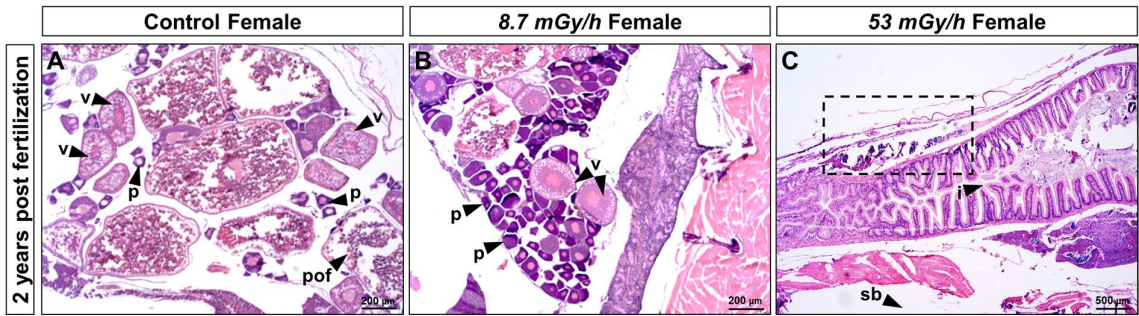 Control Female
8.7 mGy/h Female
53 mGy/h Female
2 years post fertilization
A
v
v
v
p
p
pof
200 µm
B
v
p
p
200 µm
C
i
sb
500 µm